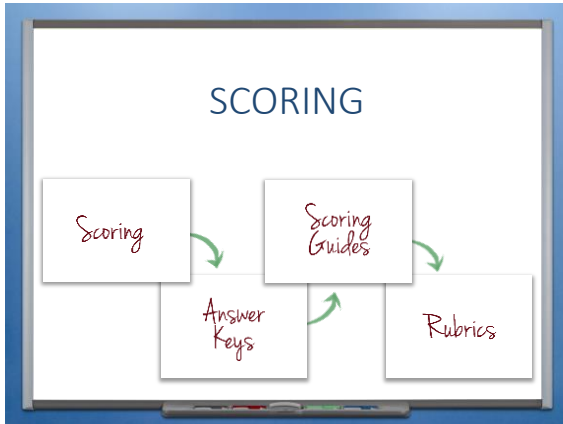 SCORING
Scoring
Answer
Keys
Scoring
Guides
Rubrics